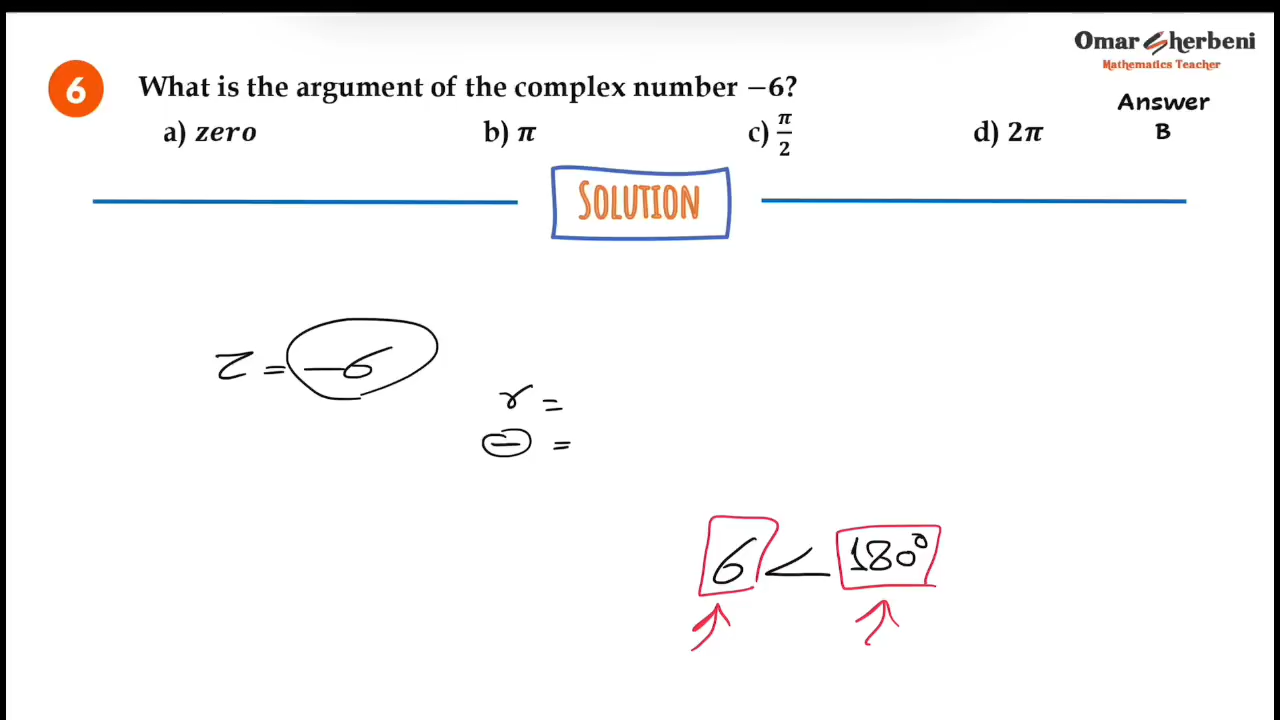 Omar Sherbeni
Mathematics Teacher
6 What is the argument of the complex number −6?
Answer
B
a) zero b) π c) π/2 d) 2π
SOLUTION
z = −6
r =
θ =
6 ∠ 180°